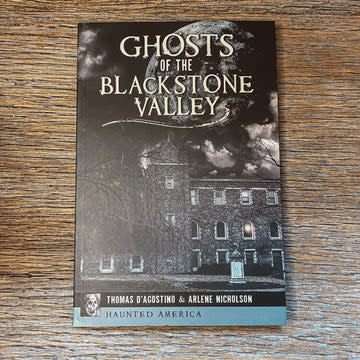 GHOSTS
OF THE
BLACKSTONE
VALLEY
THOMAS D'AGOSTINO & ARLENE NICHOLSON
HAUNTED AMERICA